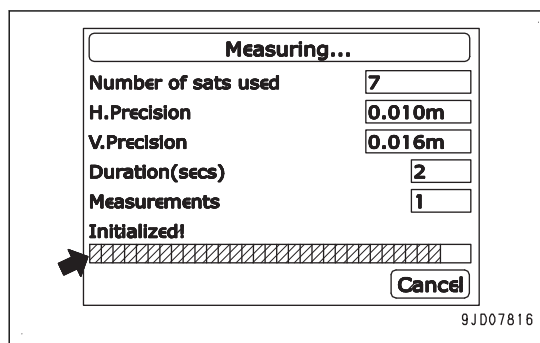 Measuring...
Number of sats used 7
H.Precision 0.010m
V.Precision 0.016m
Duration(secs) 2
Measurements 1
Initialized!
Cancel
9JD07816